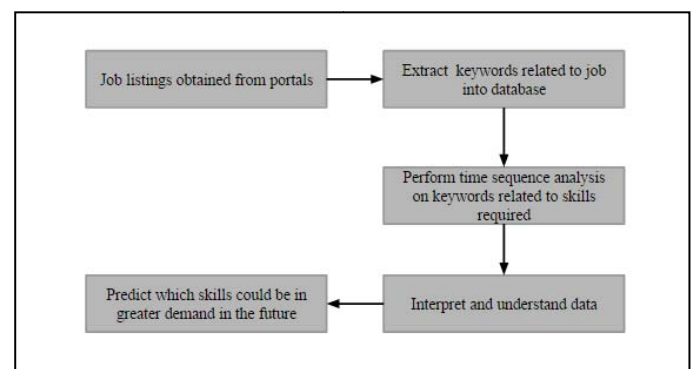 Job listings obtained from portals
Extract keywords related to job
into database
Perform time sequence analysis
on keywords related to skills
required
Interpret and understand data
Predict which skills could be in
greater demand in the future